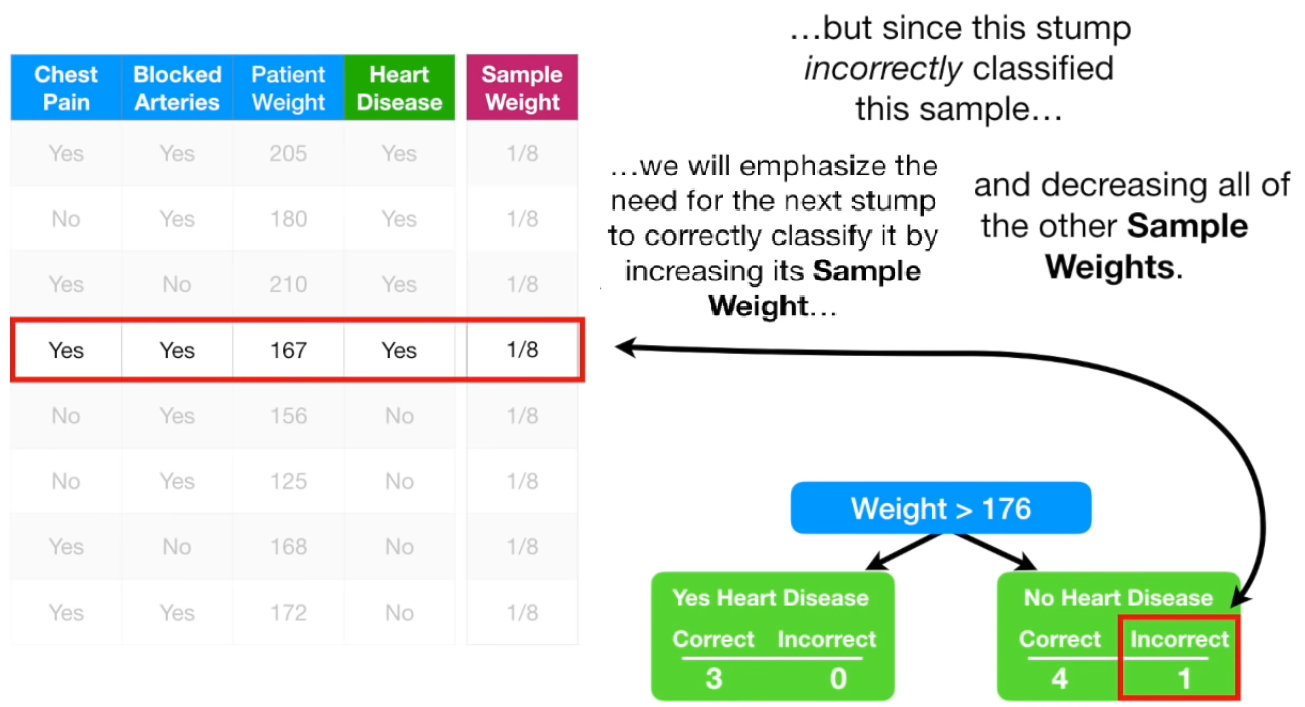 …but since this stump
incorrectly classified
this sample…
Chest Pain Blocked Arteries Patient Weight Heart Disease Sample Weight
Yes Yes 205 Yes 1/8
No Yes 180 Yes 1/8
Yes No 210 Yes 1/8
Yes Yes 167 Yes 1/8
No Yes 156 No 1/8
No Yes 125 No 1/8
Yes No 168 No 1/8
Yes Yes 172 No 1/8
…we will emphasize the
need for the next stump
to correctly classify it by
increasing its Sample
Weight…
and decreasing all of
the other Sample
Weights.
Weight > 176
Yes Heart Disease
Correct Incorrect
3 0
No Heart Disease
Correct Incorrect
4 1